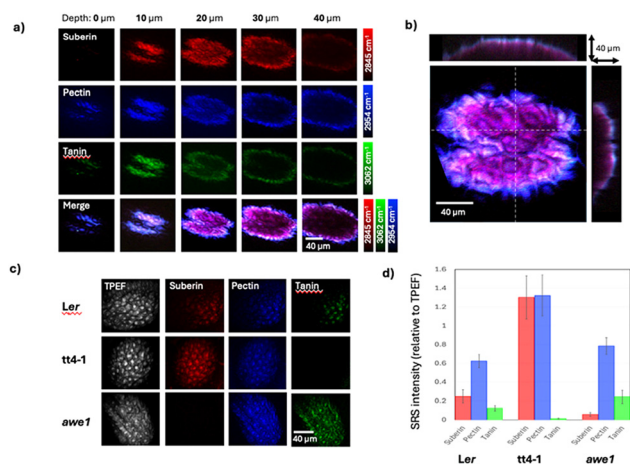 a)
Depth: 0 µm 10 µm 20 µm 30 µm 40 µm
Suberin
2845 cm⁻¹
Pectin
2954 cm⁻¹
Tanin
3062 cm⁻¹
Merge
40 µm
2845 cm⁻¹
3062 cm⁻¹
2954 cm⁻¹
b)
40 µm
40 µm
c)
TPEF Suberin Pectin Tanin
Ler
tt4-1
awe1
40 µm
d)
SRS intensity (relative to TPEF)
1.6
1.4
1.2
1
0.8
0.6
0.4
0.2
0
Suberin Pectin Tanin Suberin Pectin Tanin Suberin Pectin Tanin
Ler tt4-1 awe1